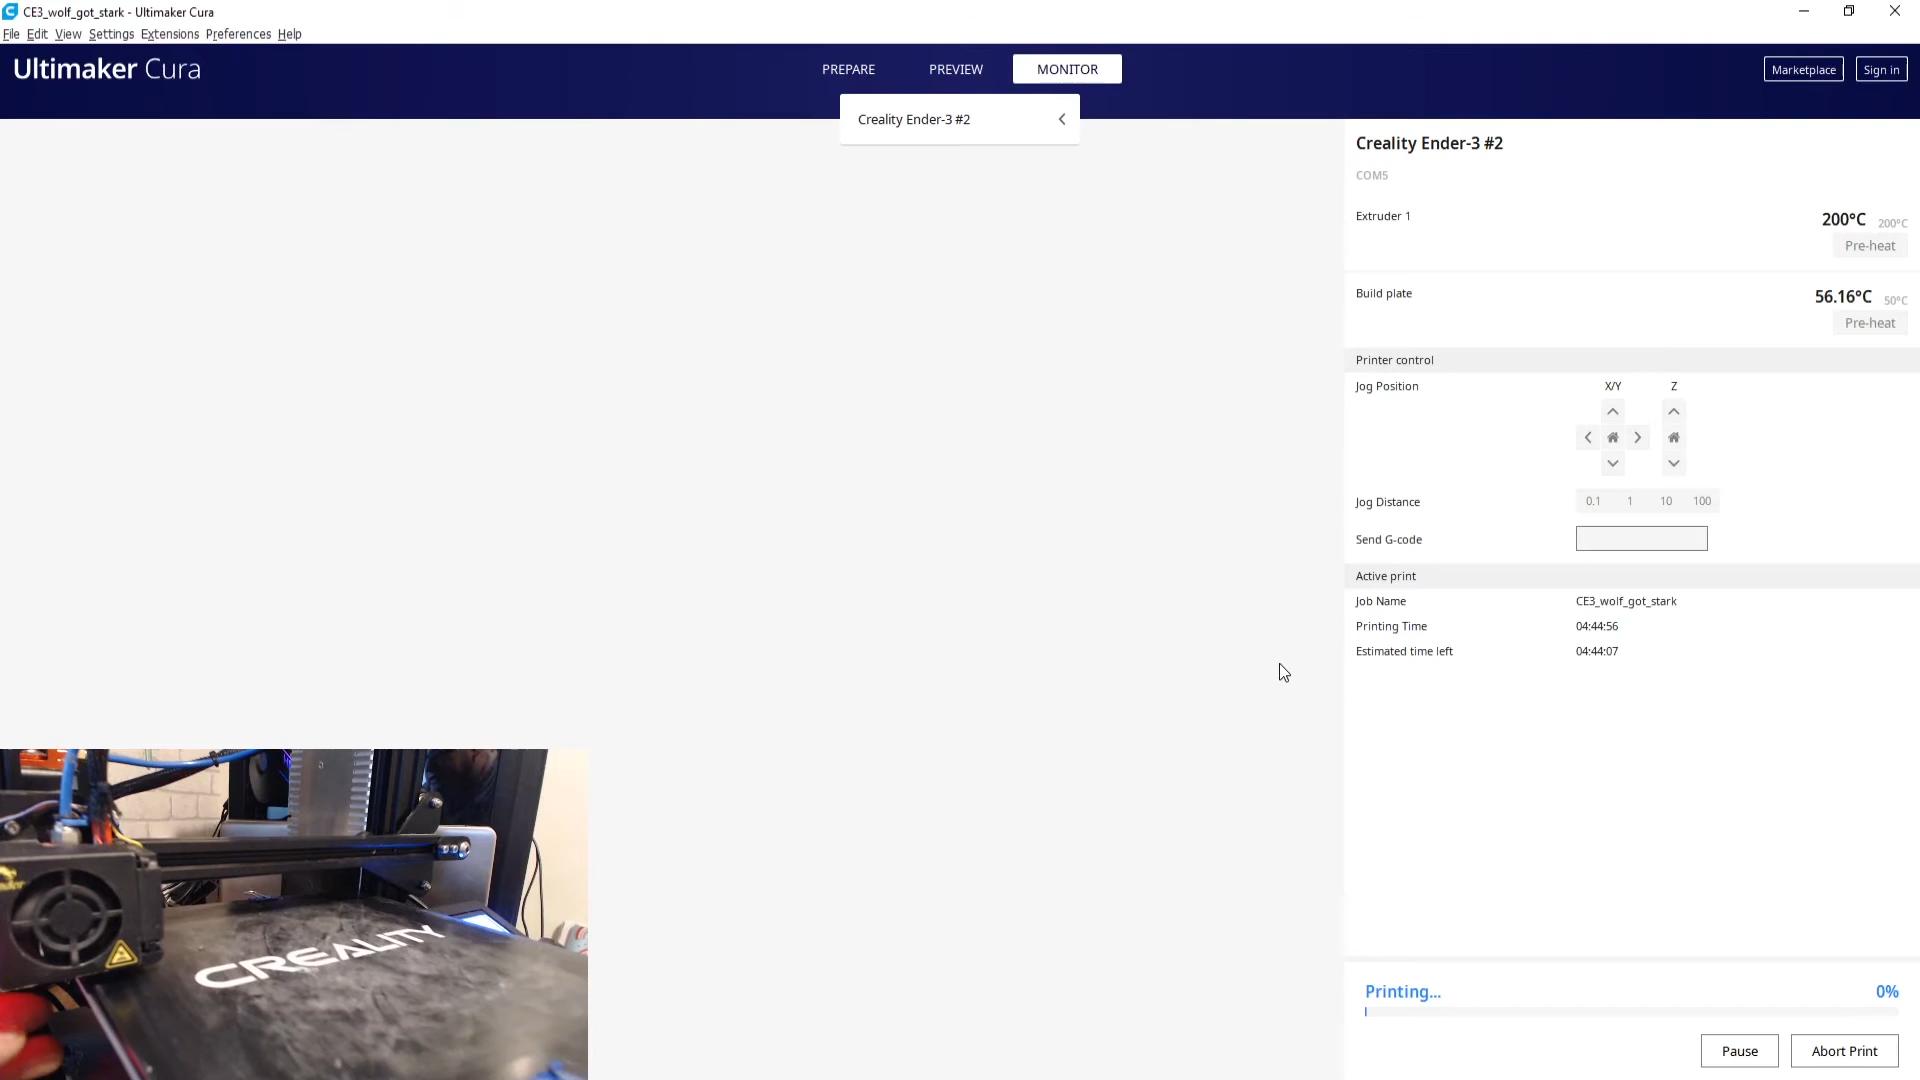 CE3_wolf_got_stark - Ultimaker Cura
File Edit View Settings Extensions Preferences Help
Ultimaker Cura
PREPARE PREVIEW MONITOR
Marketplace Sign in
Creality Ender-3 #2
Creality Ender-3 #2
COM5
Extruder 1
200°C 200°C
Pre-heat
Build plate
56.16°C 50°C
Pre-heat
Printer control
Jog Position
X/Y Z
Jog Distance
0.1 1 10 100
Send G-code
Active print
Job Name CE3_wolf_got_stark
Printing Time 04:44:56
Estimated time left 04:44:07
CREALITY
Printing... 0%
Pause Abort Print